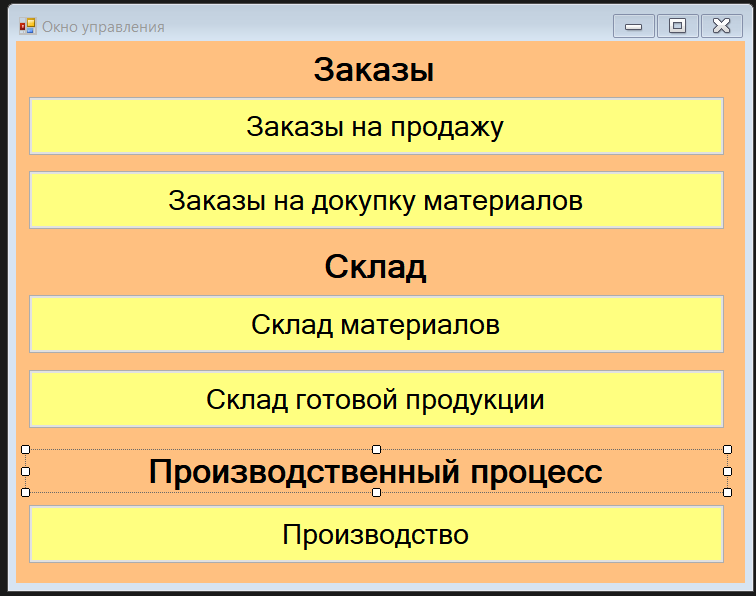 Окно управления
Заказы
Заказы на продажу
Заказы на докупку материалов
Склад
Склад материалов
Склад готовой продукции
Производственный процесс
Производство